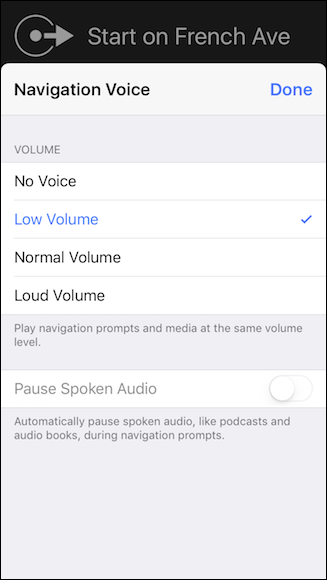 Start on French Ave
Navigation Voice
Done
VOLUME
No Voice
Low Volume
Normal Volume
Loud Volume
Play navigation prompts and media at the same volume
level.
Pause Spoken Audio
Automatically pause spoken audio, like podcasts and
audio books, during navigation prompts.